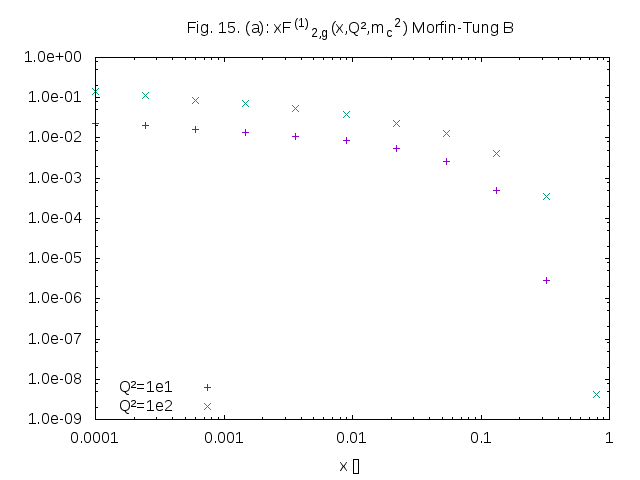 Fig. 15. (a): xF(1)2,g(x,Q²,mc2) Morfin-Tung B
1.0e+00
1.0e-01
1.0e-02
1.0e-03
1.0e-04
1.0e-05
1.0e-06
1.0e-07
1.0e-08
1.0e-09
Q²=1e1
Q²=1e2
0.0001 0.001 0.01 0.1 1
x []